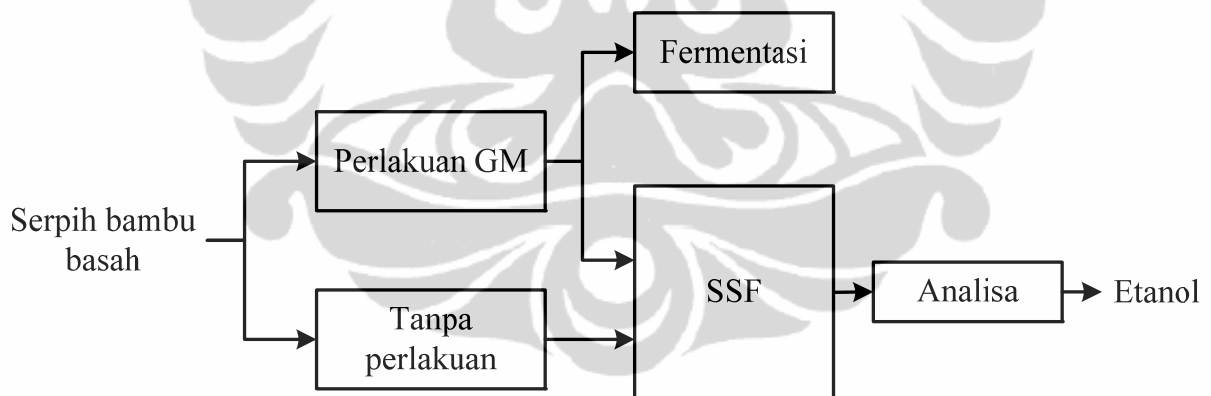 Fermentasi
Perlakuan GM
Serpih bambu
basah
SSF
Analisa
Etanol
Tanpa
perlakuan